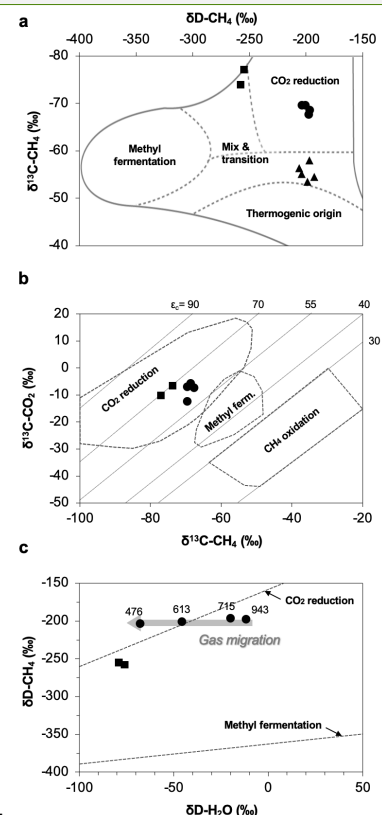 a
δD-CH₄ (‰)
-400 -350 -300 -250 -200 -150
-80
-70
-60
-50
-40
δ¹³C-CH₄ (‰)
CO₂ reduction
Methyl
fermentation
Mix &
transition
Thermogenic origin
b
εc= 90 70 55 40
30
20
10
0
-10
-20
-30
-40
-50
δ¹³C-CO₂ (‰)
CO₂ reduction
Methyl ferm.
CH₄ oxidation
-100 -80 -60 -40 -20
δ¹³C-CH₄ (‰)
c
-150
-200
-250
-300
-350
-400
δD-CH₄ (‰)
CO₂ reduction
476 613 715 943
Gas migration
Methyl fermentation
-100 -50 0 50
δD-H₂O (‰)